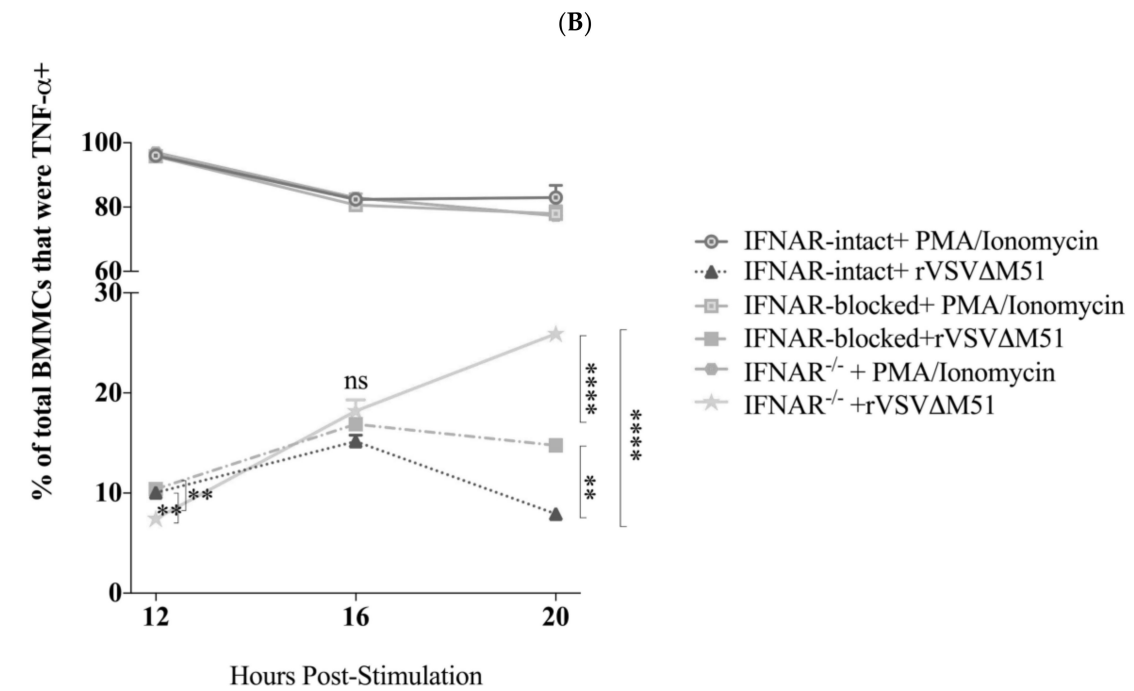 (B)
% of total BMMCs that were TNF-α+
100
80
60
30
20
10
0
ns
**
**
****
**
****
12
16
20
Hours Post-Stimulation
IFNAR-intact+ PMA/Ionomycin
IFNAR-intact+ rVSVΔM51
IFNAR-blocked+ PMA/Ionomycin
IFNAR-blocked+rVSVΔM51
IFNAR-/- + PMA/Ionomycin
IFNAR-/- +rVSVΔM51